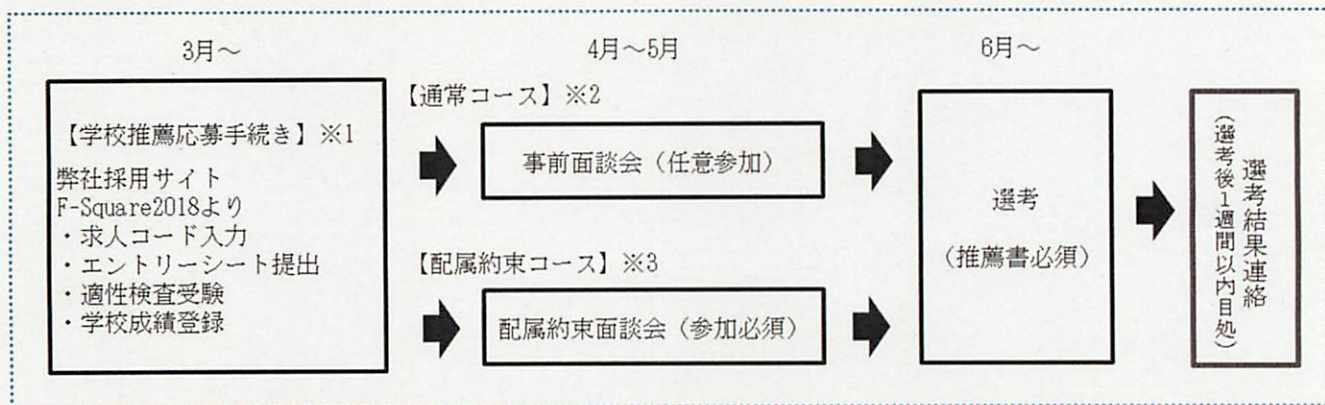 3月～
4月～5月
6月～
【学校推薦応募手続き】※1
弊社採用サイト
F-Square2018より
・求人コード入力
・エントリーシート提出
・適性検査受験
・学校成績登録
【通常コース】※2
事前面談会（任意参加）
【配属約束コース】※3
配属約束面談会（参加必須）
選考
（推薦書必須）
選考結果連絡
（選考後1週間以内目処）